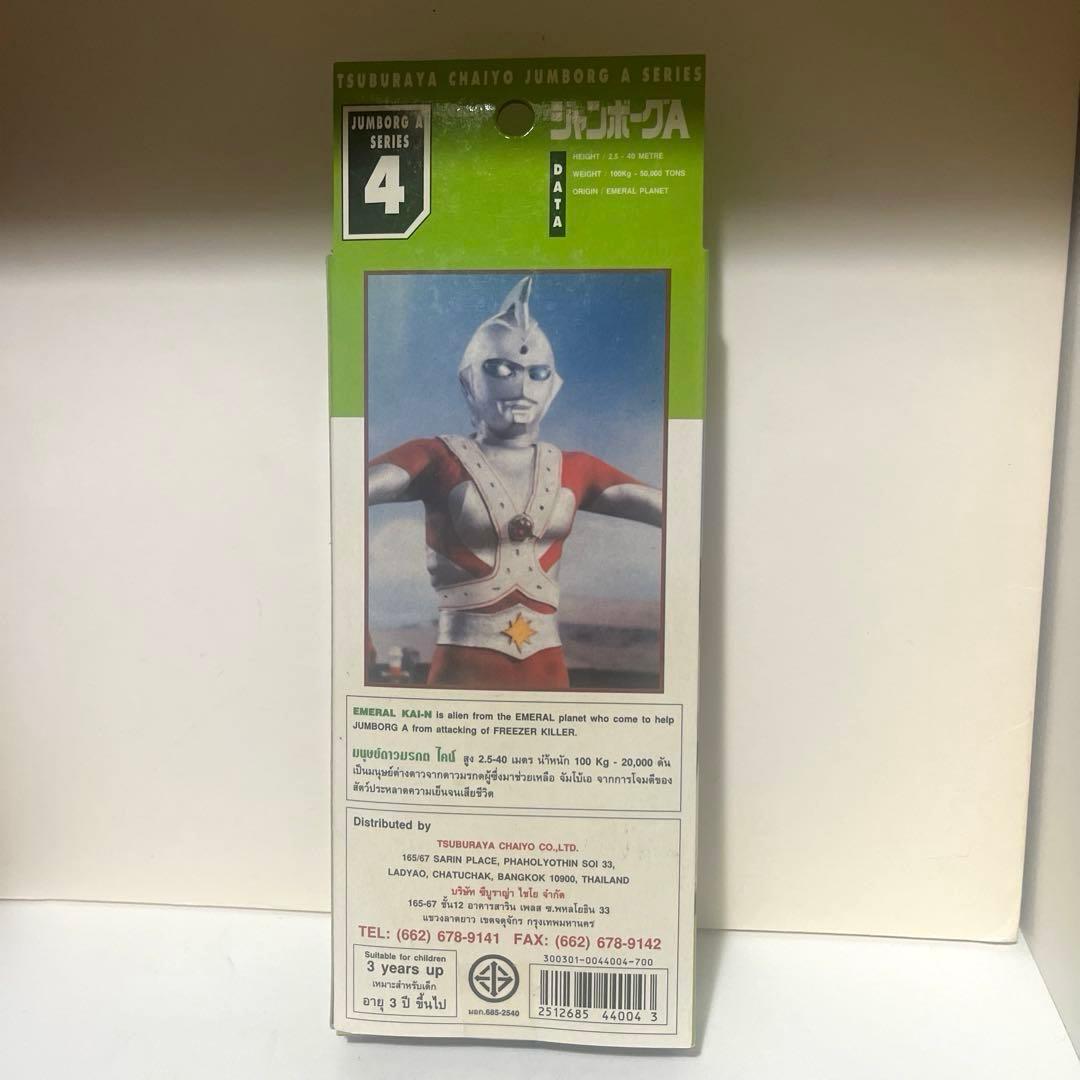 TSUBURAYA CHAIYO JUMBORG A SERIES
JUMBORG A
SERIES
4
ジャンボーグA
DATA
HEIGHT / 2.5 - 40 METRE
WEIGHT / 100Kg - 50,000 TONS
ORIGIN / EMERAL PLANET
EMERAL KAI-N is alien from the EMERAL planet who come to help
JUMBORG A from attacking of FREEZER KILLER.
มนุษย์ดาวมรกต ไคน์ สูง 2.5-40 เมตร น้ำหนัก 100 Kg - 20,000 ตัน
เป็นมนุษย์ต่างดาวจากดาวมรกตผู้ซึ่งมาช่วยเหลือ จัมโบ้เอ จากการโจมตีของ
สัตว์ประหลาดความเย็นจนเสียชีวิต
Distributed by
TSUBURAYA CHAIYO CO.,LTD.
165/67 SARIN PLACE, PHAHOLYOTHIN SOI 33,
LADYAO, CHATUCHAK, BANGKOK 10900, THAILAND
บริษัท ซึบูราญ่า ไชโย จำกัด
165-67 ชั้น12 อาคารสาริน เพลส ซ.พหลโยธิน 33
แขวงลาดยาว เขตจตุจักร กรุงเทพมหานคร
TEL: (662) 678-9141 FAX: (662) 678-9142
Suitable for children
3 years up
เหมาะสำหรับเด็ก
อายุ 3 ปี ขึ้นไป
มอก.685-2540
300301-0044004-700
2512685 44004 3